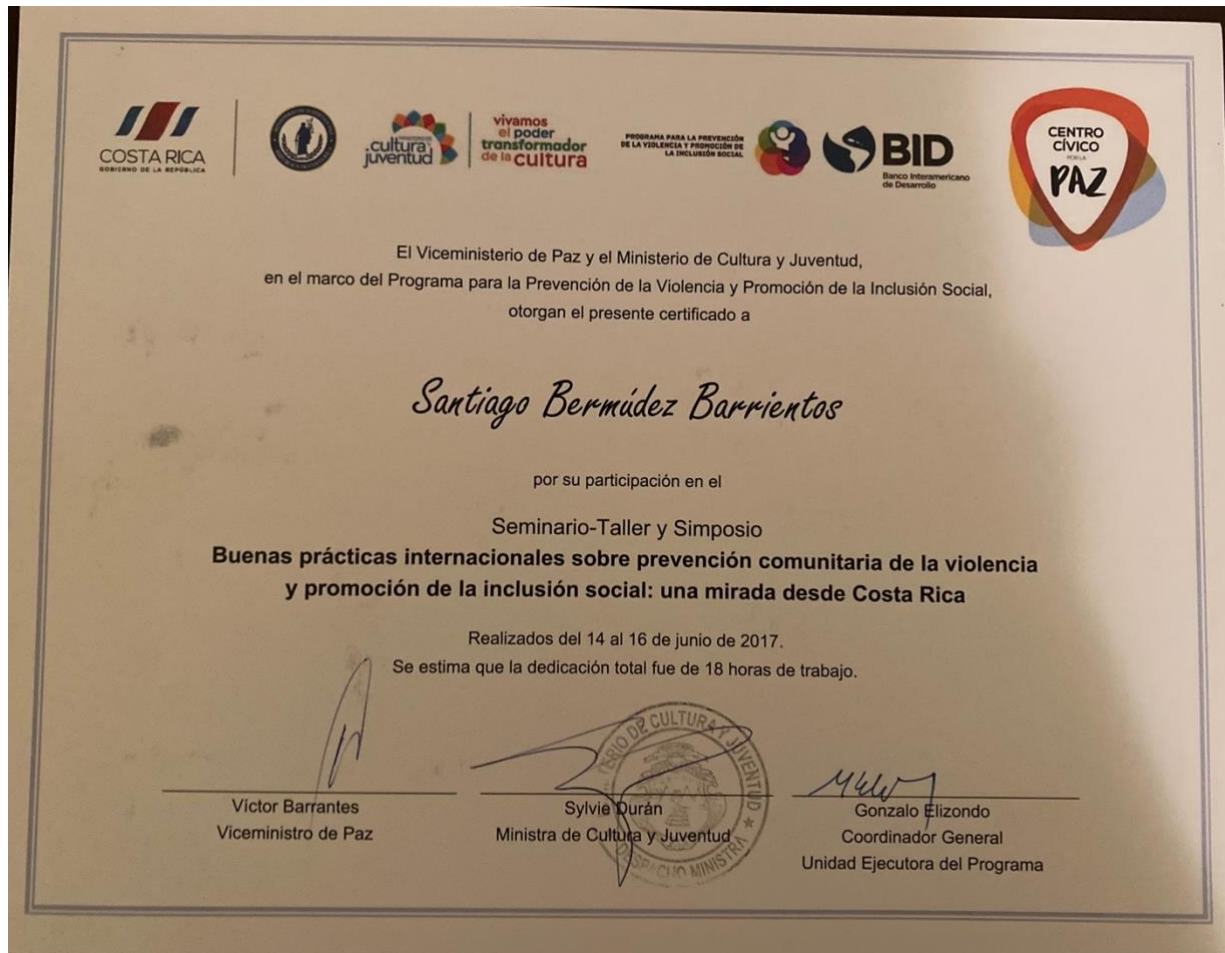 COSTA RICA
GOBIERNO DE LA REPÚBLICA
cultura y
juventud
vivamos
el poder
transformador
de la cultura
PROGRAMA PARA LA PREVENCIÓN
DE LA VIOLENCIA Y PROMOCIÓN DE
LA INCLUSIÓN SOCIAL
BID
Banco Interamericano
de Desarrollo
CENTRO
CÍVICO
POR LA
PAZ
El Viceministerio de Paz y el Ministerio de Cultura y Juventud,
en el marco del Programa para la Prevención de la Violencia y Promoción de la Inclusión Social,
otorgan el presente certificado a
Santiago Bermúdez Barrientos
por su participación en el
Seminario-Taller y Simposio
Buenas prácticas internacionales sobre prevención comunitaria de la violencia
y promoción de la inclusión social: una mirada desde Costa Rica
Realizados del 14 al 16 de junio de 2017.
Se estima que la dedicación total fue de 18 horas de trabajo.
Víctor Barrantes
Viceministro de Paz
Sylvie Durán
Ministra de Cultura y Juventud
Gonzalo Elizondo
Coordinador General
Unidad Ejecutora del Programa
DE CULTURA Y JUVENTUD
DESPACHO MINISTRA